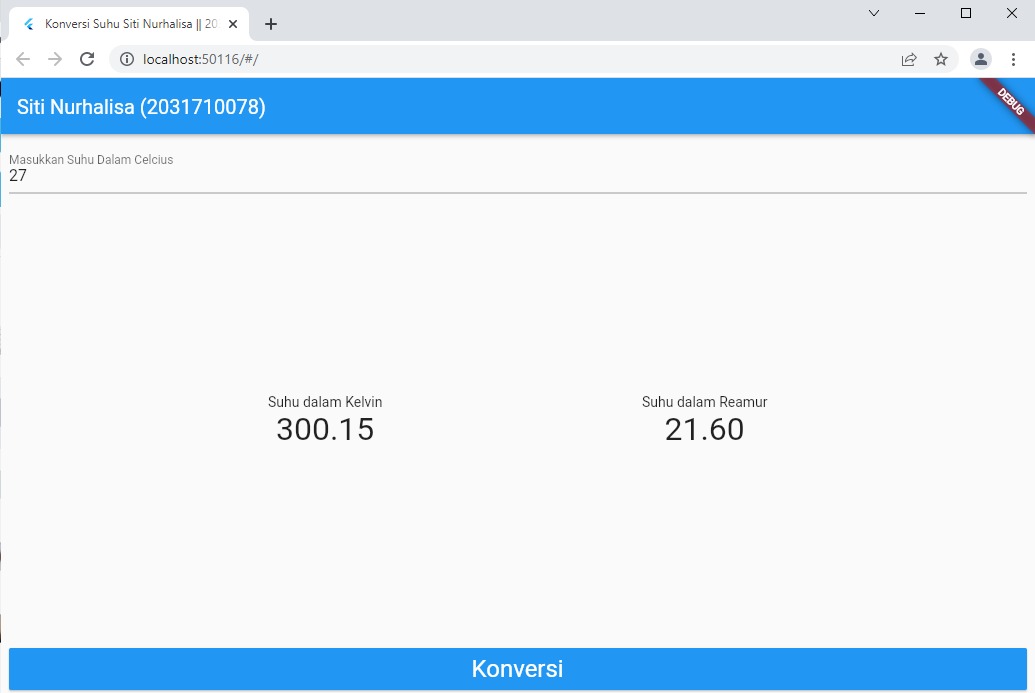 Konversi Suhu Siti Nurhalisa || 20
localhost:50116/#/
Siti Nurhalisa (2031710078)
DEBUG
Masukkan Suhu Dalam Celcius
27
Suhu dalam Kelvin
300.15
Suhu dalam Reamur
21.60
Konversi